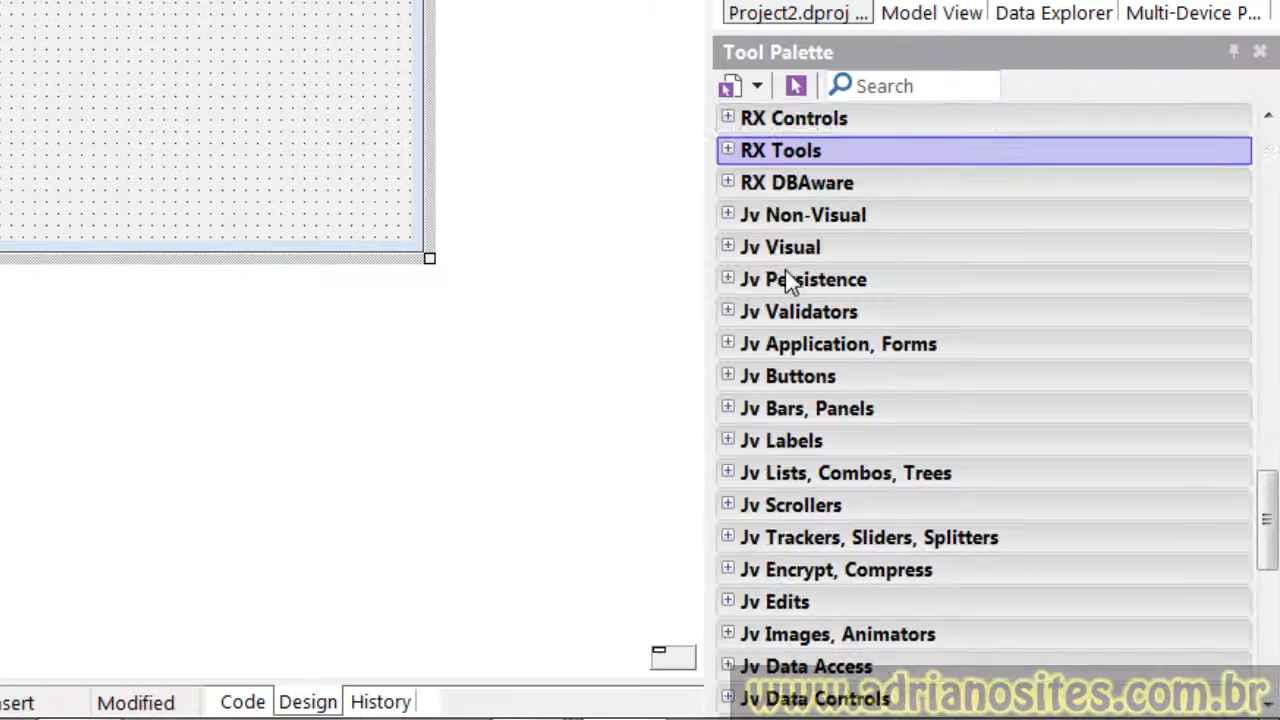 Project2.dproj ... Model View Data Explorer Multi-Device P...
Tool Palette
Search
RX Controls
RX Tools
RX DBAware
Jv Non-Visual
Jv Visual
Jv Persistence
Jv Validators
Jv Application, Forms
Jv Buttons
Jv Bars, Panels
Jv Labels
Jv Lists, Combos, Trees
Jv Scrollers
Jv Trackers, Sliders, Splitters
Jv Encrypt, Compress
Jv Edits
Jv Images, Animators
Jv Data Access
Jv Data Controls
www.adrianosites.com.br
Modified Code Design History